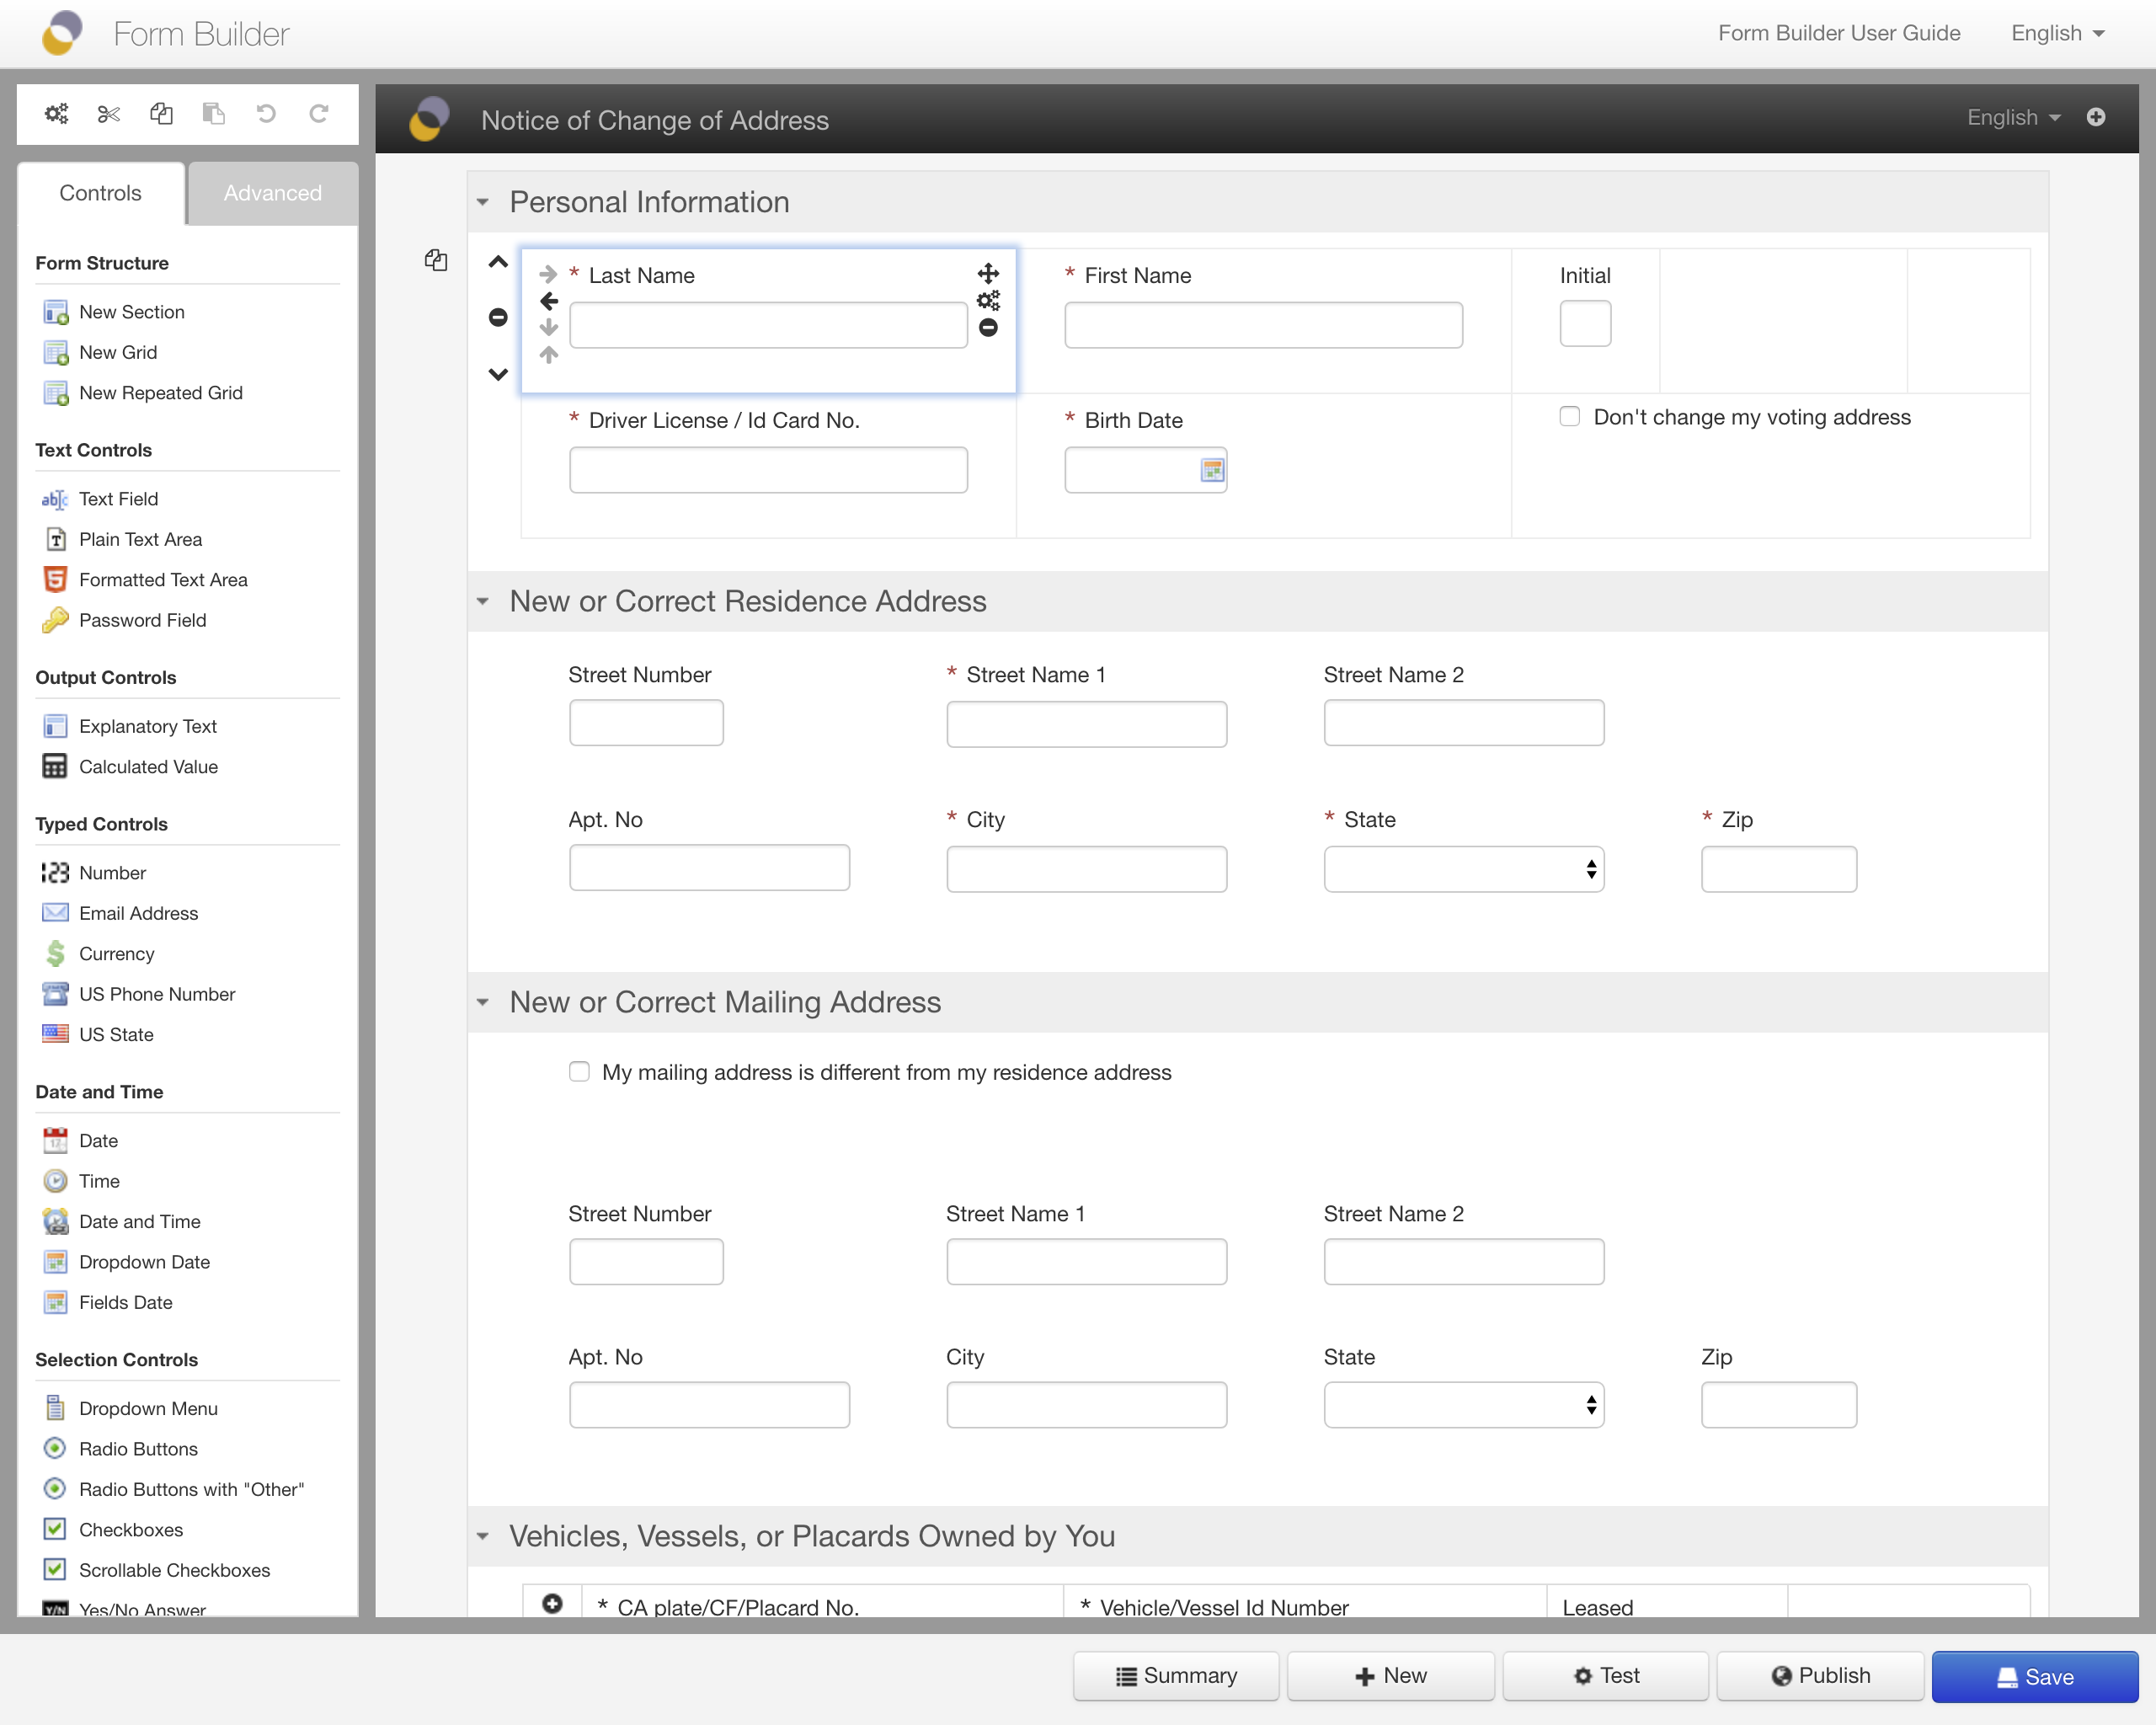 Form Builder
Form Builder User Guide
English
Controls
Advanced
Form Structure
New Section
New Grid
New Repeated Grid
Text Controls
Text Field
Plain Text Area
Formatted Text Area
Password Field
Output Controls
Explanatory Text
Calculated Value
Typed Controls
Number
Email Address
Currency
US Phone Number
US State
Date and Time
Date
Time
Date and Time
Dropdown Date
Fields Date
Selection Controls
Dropdown Menu
Radio Buttons
Radio Buttons with "Other"
Checkboxes
Scrollable Checkboxes
Yes/No Answer
Notice of Change of Address
English
Personal Information
* Last Name
* First Name
Initial
* Driver License / Id Card No.
* Birth Date
Don't change my voting address
New or Correct Residence Address
Street Number
* Street Name 1
Street Name 2
Apt. No
* City
* State
* Zip
New or Correct Mailing Address
My mailing address is different from my residence address
Street Number
Street Name 1
Street Name 2
Apt. No
City
State
Zip
Vehicles, Vessels, or Placards Owned by You
* CA plate/CF/Placard No.
* Vehicle/Vessel Id Number
Leased
Summary
New
Test
Publish
Save